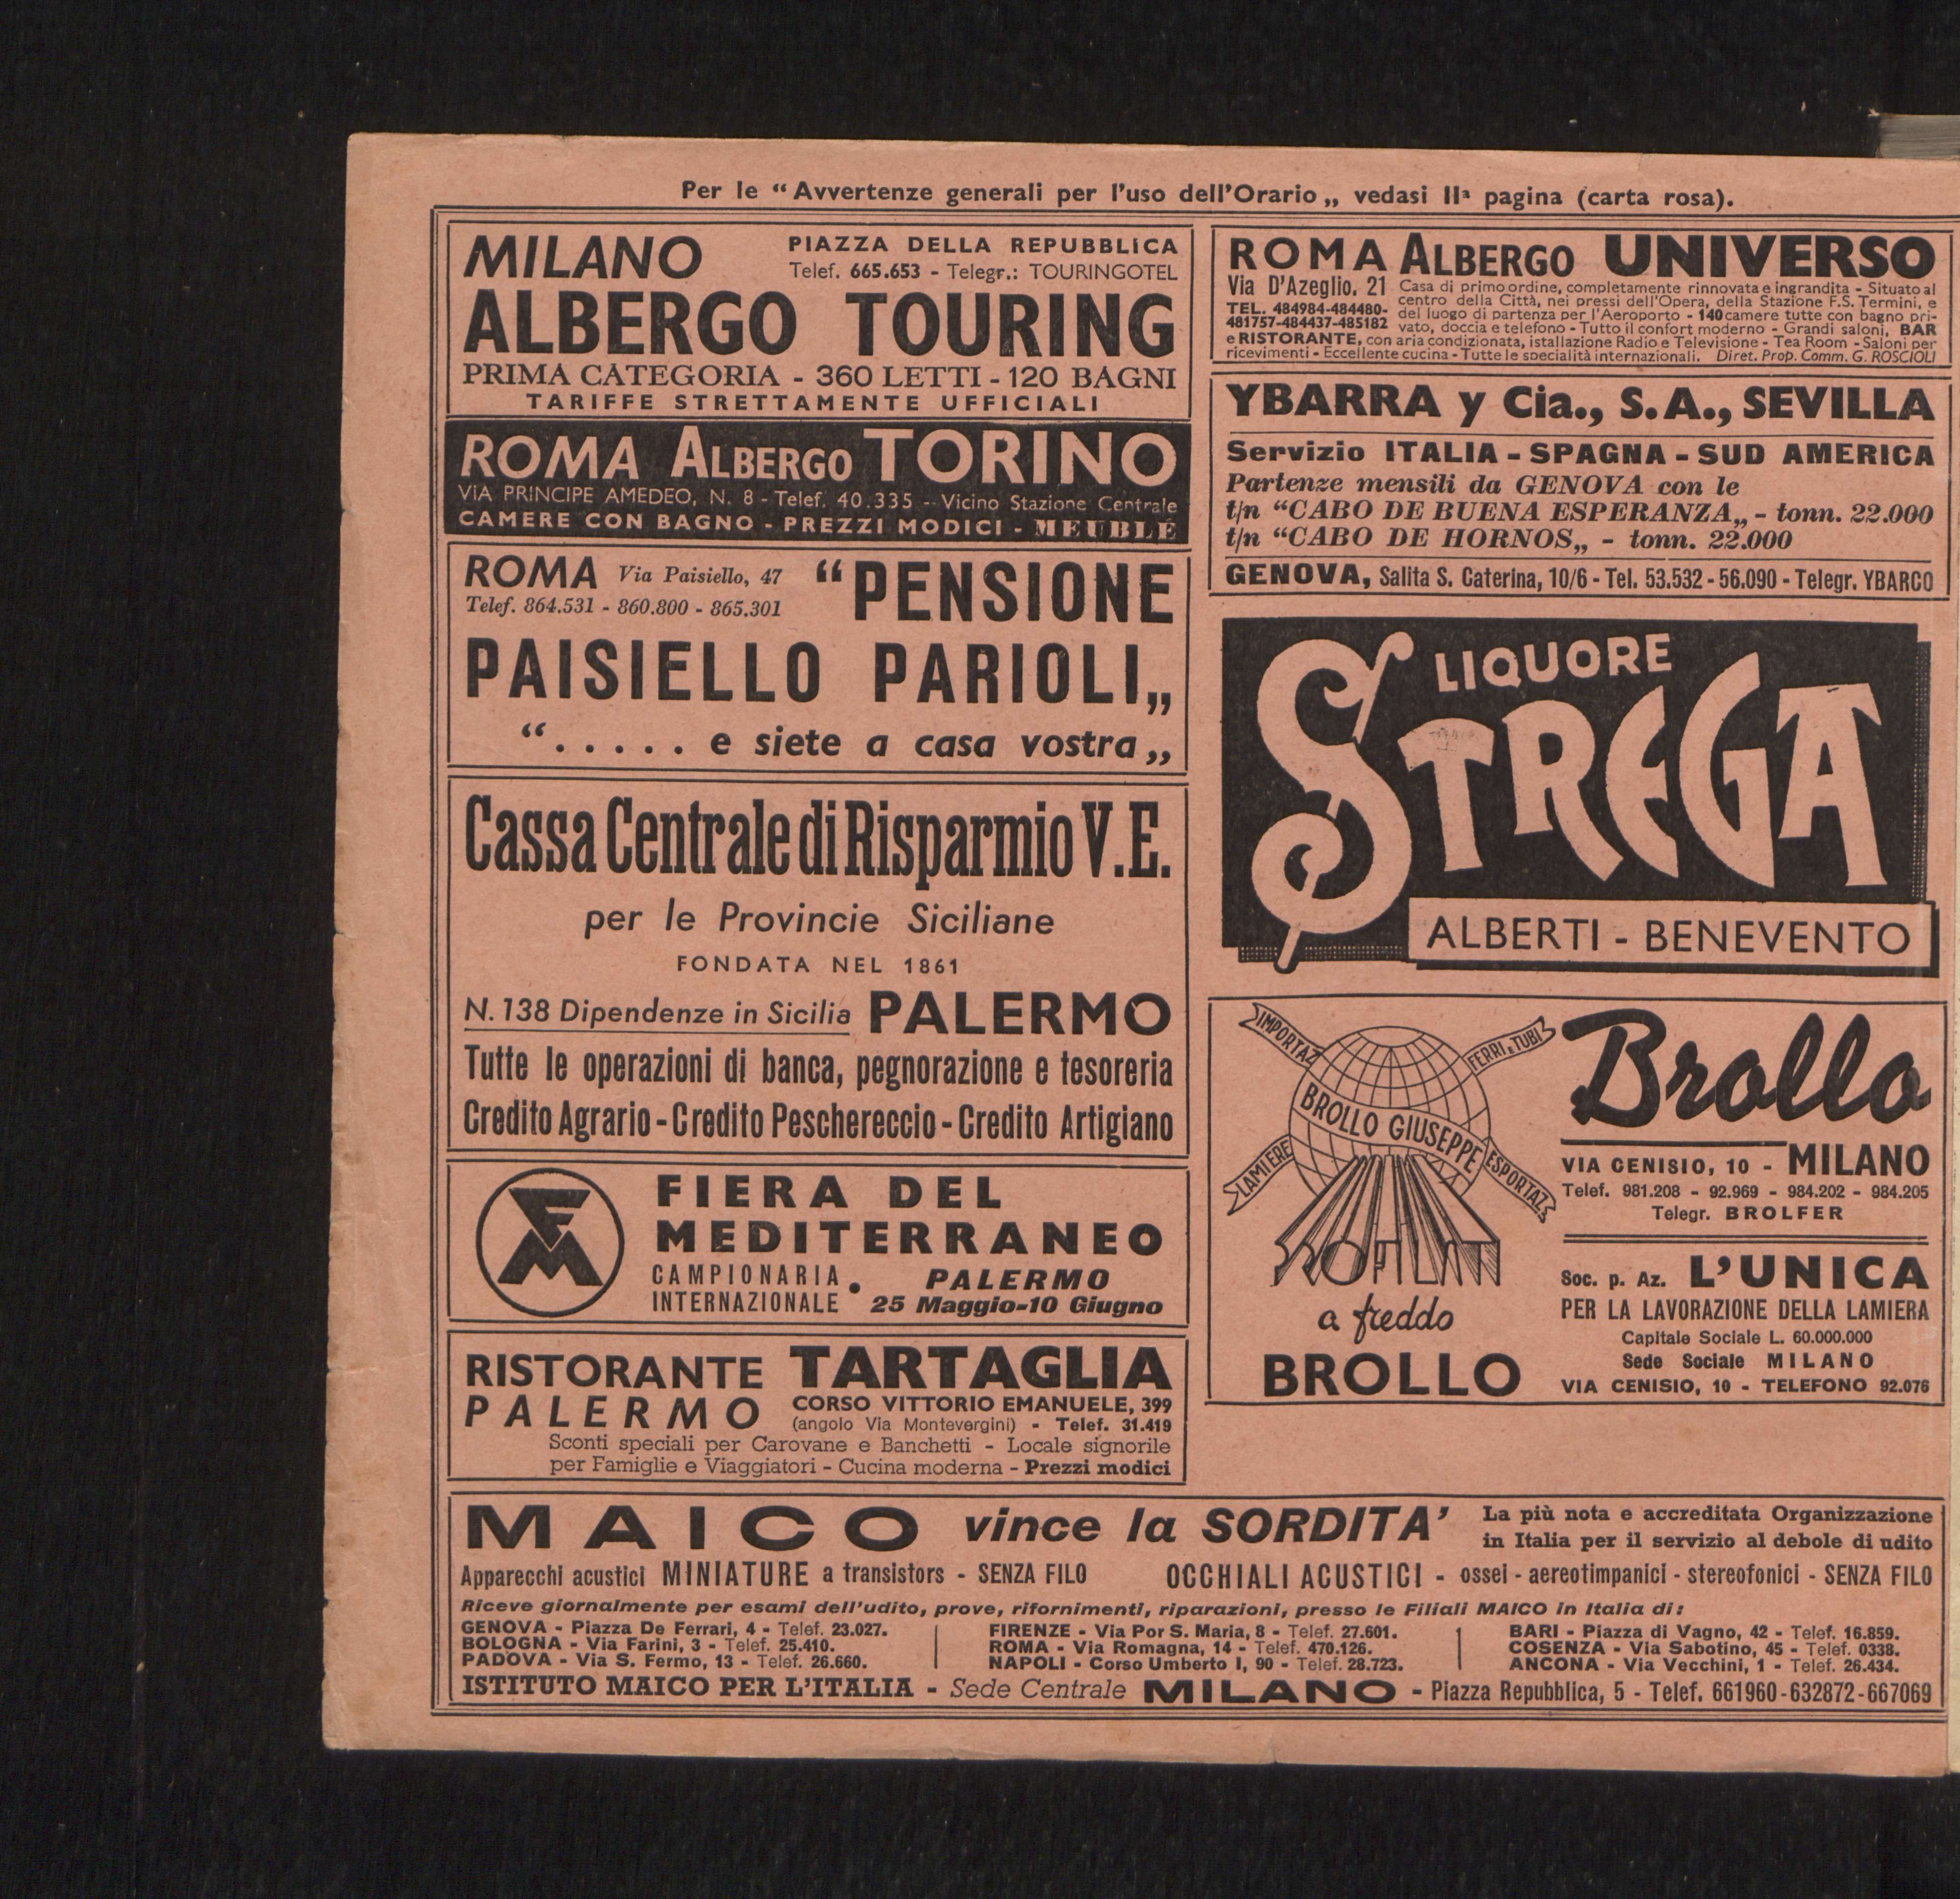 Per le “Avvertenze generali per l'uso dell'Orario„ vedasi IIª pagina (carta rosa).
MILANO
PIAZZA DELLA REPUBBLICA
Telef. 665.653 - Telegr.: TOURINGOTEL
ALBERGO TOURING
PRIMA CATEGORIA - 360 LETTI - 120 BAGNI
TARIFFE STRETTAMENTE UFFICIALI
ROMA ALBERGO TORINO
VIA PRINCIPE AMEDEO, N. 8 - Telef. 40.335 - Vicino Stazione Centrale
CAMERE CON BAGNO - PREZZI MODICI - MEUBLÉ
ROMA Via Paisiello, 47
Telef. 864.531 - 860.800 - 865.301
“PENSIONE
PAISIELLO PARIOLI„
“..... e siete a casa vostra„
Cassa Centrale di Risparmio V.E.
per le Provincie Siciliane
FONDATA NEL 1861
N. 138 Dipendenze in Sicilia PALERMO
Tutte le operazioni di banca, pegnorazione e tesoreria
Credito Agrario - Credito Peschereccio - Credito Artigiano
FM
FIERA DEL
MEDITERRANEO
CAMPIONARIA
INTERNAZIONALE
• PALERMO
25 Maggio-10 Giugno
RISTORANTE TARTAGLIA
PALERMO
CORSO VITTORIO EMANUELE, 399
(angolo Via Montevergini) - Telef. 31.419
Sconti speciali per Carovane e Banchetti - Locale signorile
per Famiglie e Viaggiatori - Cucina moderna - Prezzi modici
ROMA ALBERGO UNIVERSO
Via D'Azeglio, 21 Casa di primo ordine, completamente rinnovata e ingrandita - Situato al
centro della Città, nei pressi dell'Opera, della Stazione F.S. Termini, e
TEL. 484984-484480- del luogo di partenza per l'Aeroporto - 140 camere tutte con bagno pri-
481757-484437-485182 vato, doccia e telefono - Tutto il confort moderno - Grandi saloni, BAR
e RISTORANTE, con aria condizionata, istallazione Radio e Televisione - Tea Room - Saloni per
ricevimenti - Eccellente cucina - Tutte le specialità internazionali. Diret. Prop. Comm. G. ROSCIOLI
YBARRA y Cia., S.A., SEVILLA
Servizio ITALIA - SPAGNA - SUD AMERICA
Partenze mensili da GENOVA con le
t/n “CABO DE BUENA ESPERANZA„ - tonn. 22.000
t/n “CABO DE HORNOS„ - tonn. 22.000
GENOVA, Salita S. Caterina, 10/6 - Tel. 53.532 - 56.090 - Telegr. YBARCO
LIQUORE
STREGA
ALBERTI - BENEVENTO
IMPORTAZ
FERRI E TUBI
BROLLO GIUSEPPE
LAMIERE
ESPORTAZ.
PROFILATI
a freddo
BROLLO
Brollo
VIA CENISIO, 10 - MILANO
Telef. 981.208 - 92.969 - 984.202 - 984.205
Telegr. BROLFER
Soc. p. Az. L'UNICA
PER LA LAVORAZIONE DELLA LAMIERA
Capitale Sociale L. 60.000.000
Sede Sociale MILANO
VIA CENISIO, 10 - TELEFONO 92.076
MAICO vince la SORDITA'
La più nota e accreditata Organizzazione
in Italia per il servizio al debole di udito
Apparecchi acustici MINIATURE a transistors - SENZA FILO OCCHIALI ACUSTICI - ossei - aereotimpanici - stereofonici - SENZA FILO
Riceve giornalmente per esami dell'udito, prove, rifornimenti, riparazioni, presso le Filiali MAICO in Italia di:
GENOVA - Piazza De Ferrari, 4 - Telef. 23.027.
BOLOGNA - Via Farini, 3 - Telef. 25.410.
PADOVA - Via S. Fermo, 13 - Telef. 26.660.
FIRENZE - Via Por S. Maria, 8 - Telef. 27.601.
ROMA - Via Romagna, 14 - Telef. 470.126.
NAPOLI - Corso Umberto I, 90 - Telef. 28.723.
BARI - Piazza di Vagno, 42 - Telef. 16.859.
COSENZA - Via Sabotino, 45 - Telef. 0338.
ANCONA - Via Vecchini, 1 - Telef. 26.434.
ISTITUTO MAICO PER L'ITALIA - Sede Centrale MILANO - Piazza Repubblica, 5 - Telef. 661960-632872-667069